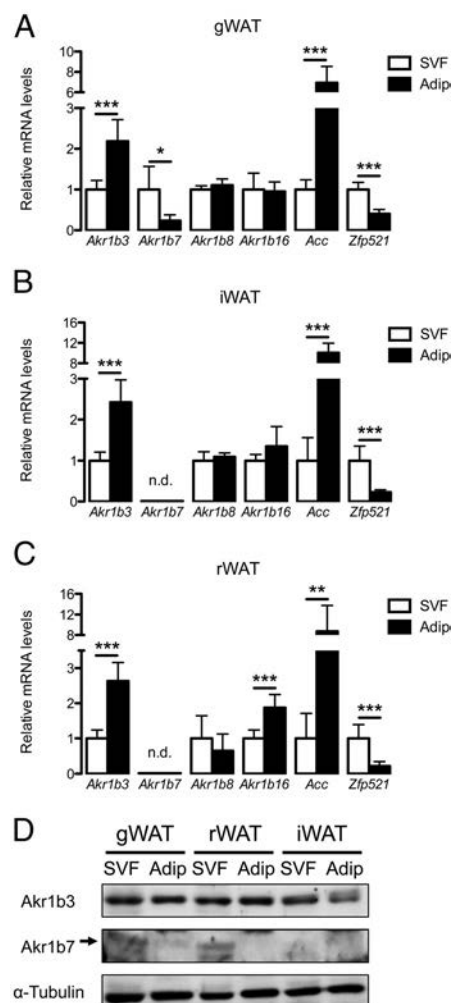 A
gWAT
Relative mRNA levels
10
8
6
4
3
2
1
0
***
*
***
***
SVF
Adip
Akr1b3 Akr1b7 Akr1b8 Akr1b16 Acc Zfp521
B
iWAT
Relative mRNA levels
16
12
8
4
3
2
1
0
***
n.d.
***
***
SVF
Adip
Akr1b3 Akr1b7 Akr1b8 Akr1b16 Acc Zfp521
C
rWAT
Relative mRNA levels
16
12
8
3
2
1
0
***
n.d.
***
**
***
SVF
Adip
Akr1b3 Akr1b7 Akr1b8 Akr1b16 Acc Zfp521
D
gWAT rWAT iWAT
SVF Adip SVF Adip SVF Adip
Akr1b3
Akr1b7
α-Tubulin